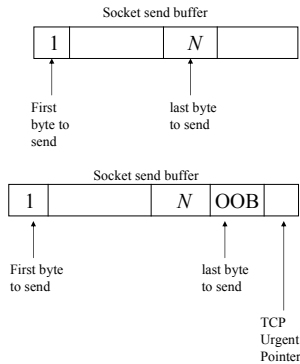 Socket send buffer
1 N
First last byte
byte to to send
send
Socket send buffer
1 N OOB
First byte last byte
to send to send
TCP
Urgent
Pointer